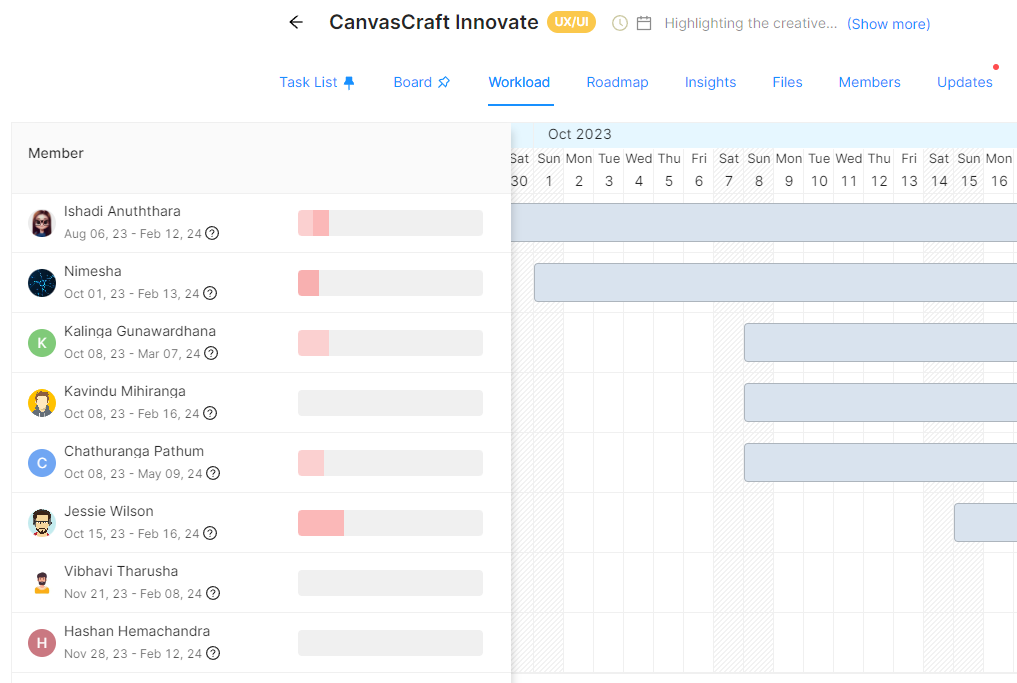 CanvasCraft Innovate UX/UI Highlighting the creative... (Show more)
Task List Board Workload Roadmap Insights Files Members Updates
Member
Oct 2023
Sat Sun Mon Tue Wed Thu Fri Sat Sun Mon Tue Wed Thu Fri Sat Sun Mon
30 1 2 3 4 5 6 7 8 9 10 11 12 13 14 15 16
Ishadi Anuththara
Aug 06, 23 - Feb 12, 24 ?
Nimesha
Oct 01, 23 - Feb 13, 24 ?
K
Kalinga Gunawardhana
Oct 08, 23 - Mar 07, 24 ?
Kavindu Mihiranga
Oct 08, 23 - Feb 16, 24 ?
C
Chathuranga Pathum
Oct 08, 23 - May 09, 24 ?
Jessie Wilson
Oct 15, 23 - Feb 16, 24 ?
Vibhavi Tharusha
Nov 21, 23 - Feb 08, 24 ?
H
Hashan Hemachandra
Nov 28, 23 - Feb 12, 24 ?